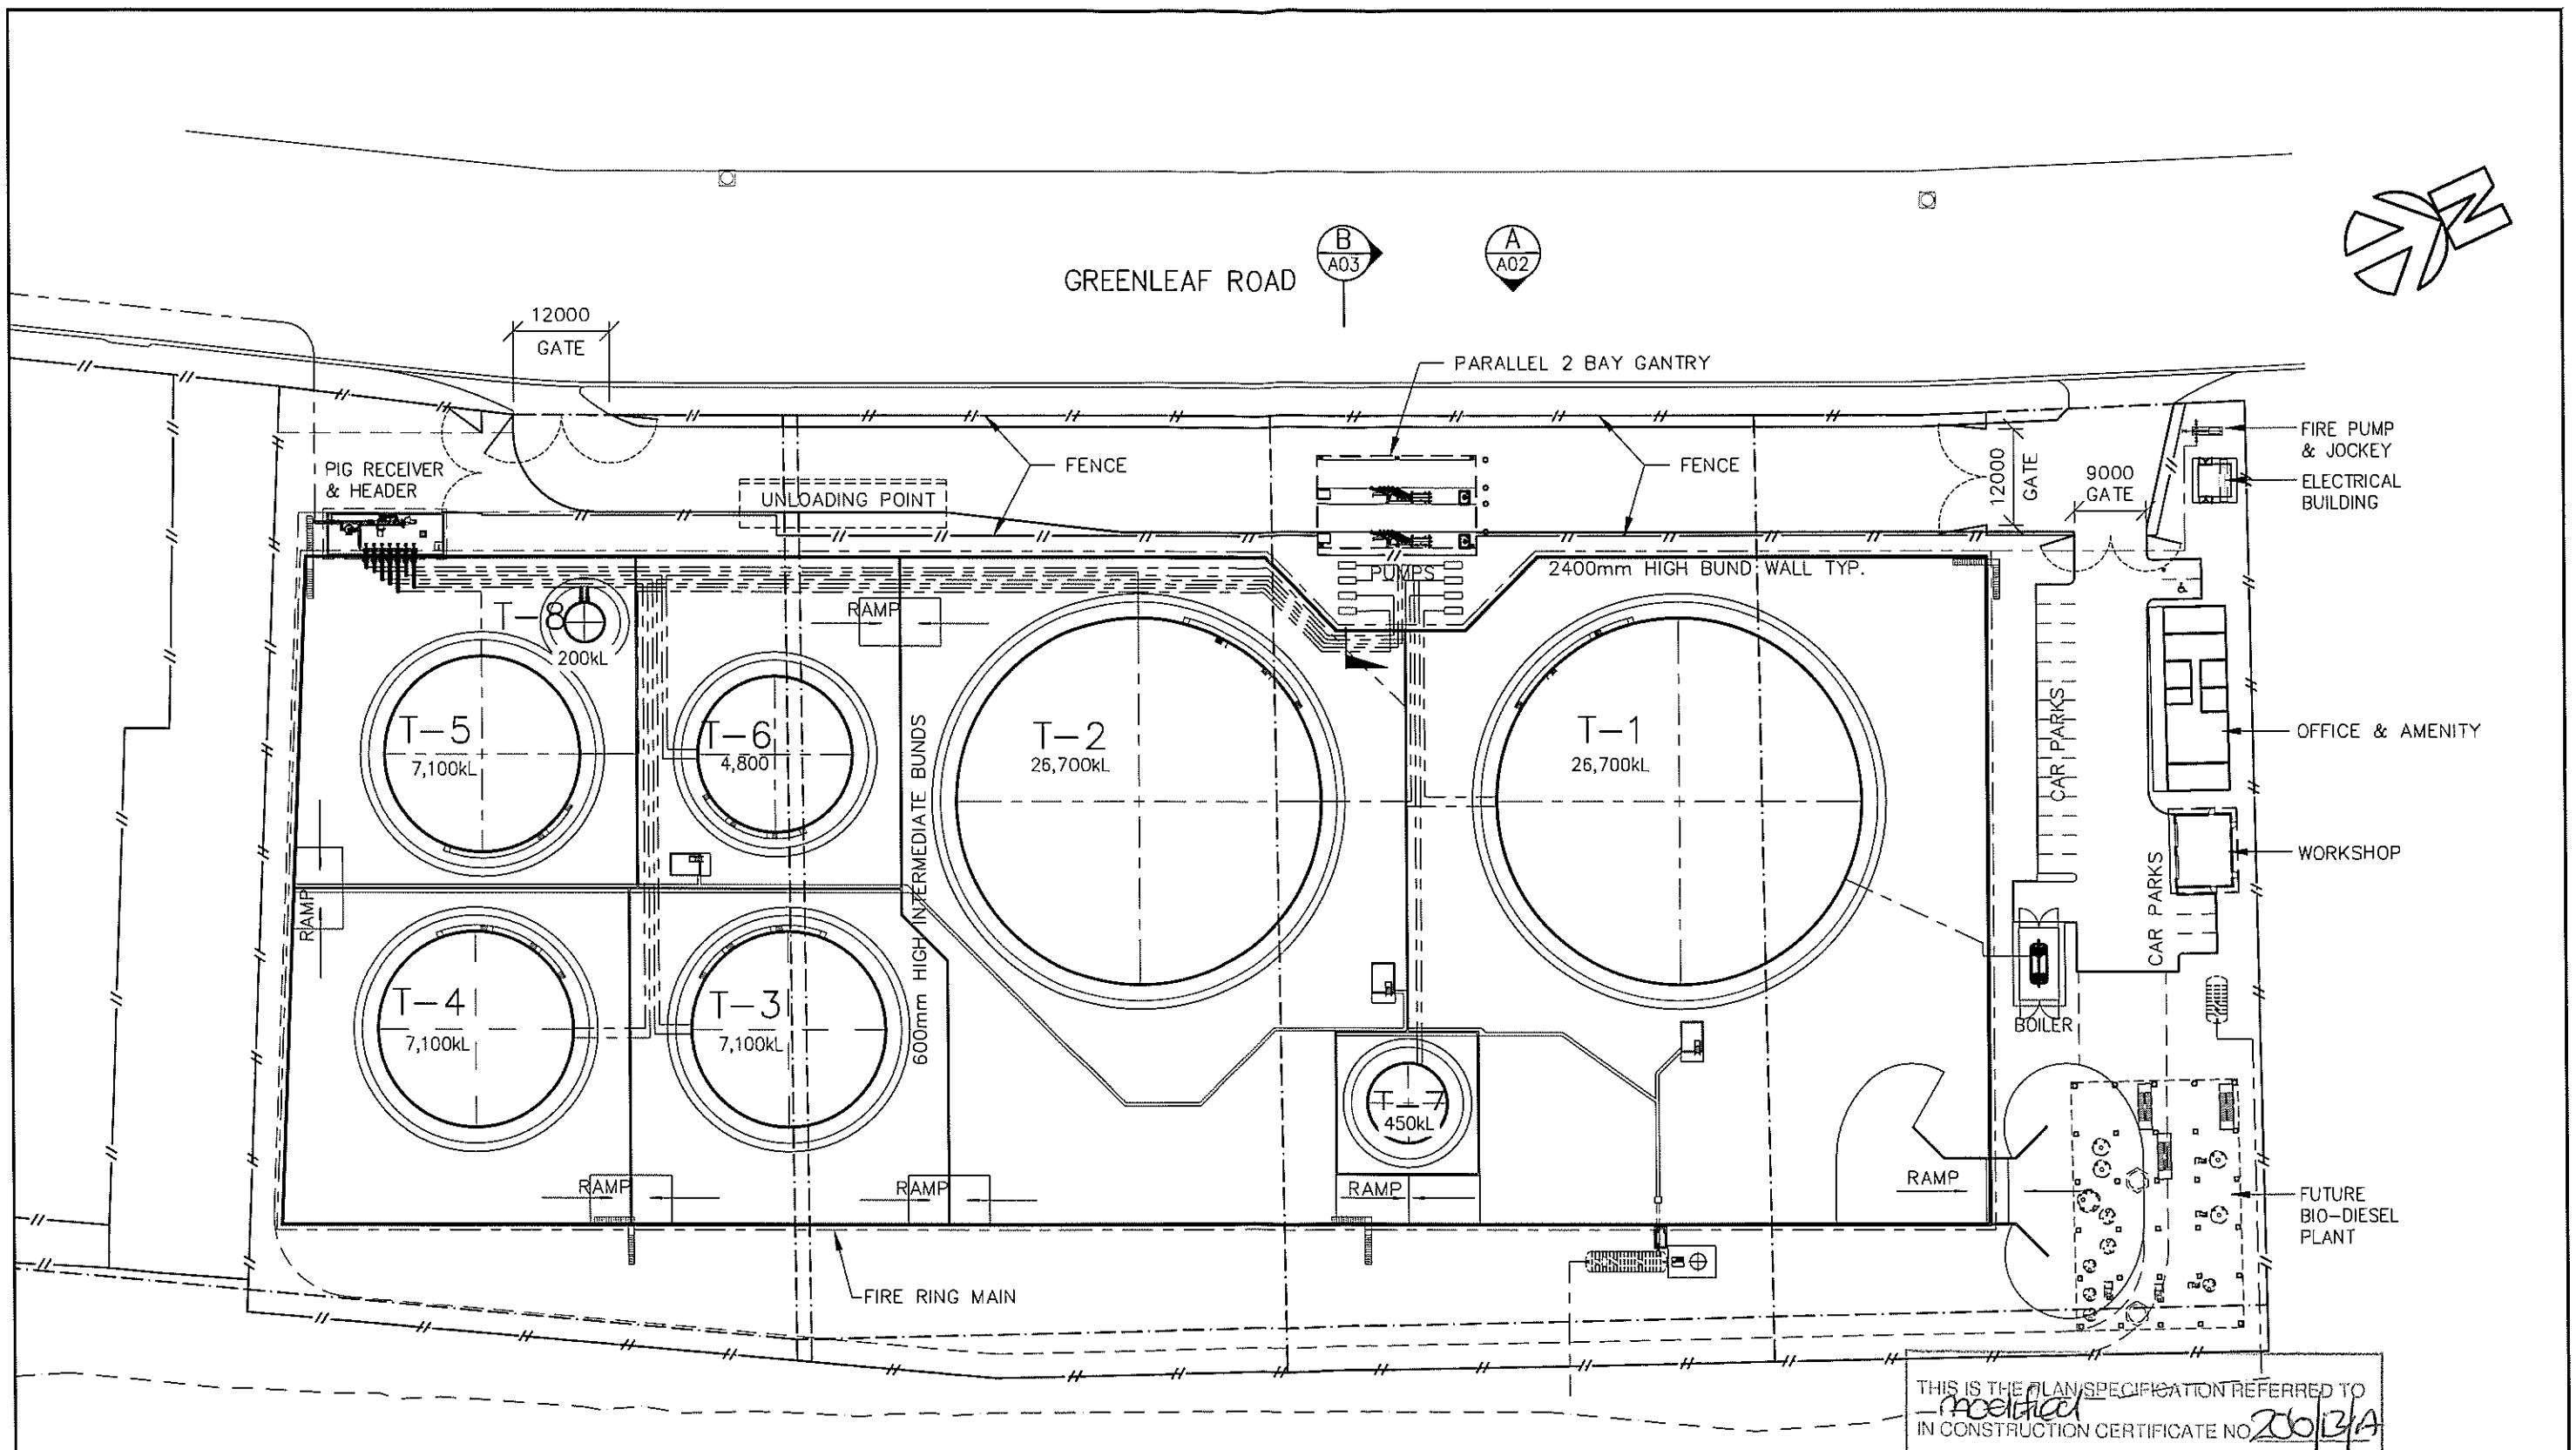 N
B
A03
A
A02
GREENLEAF ROAD
12000
GATE
PARALLEL 2 BAY GANTRY
FENCE
FENCE
PIG RECEIVER
& HEADER
UNLOADING POINT
12000
GATE
9000
GATE
FIRE PUMP
& JOCKEY
ELECTRICAL
BUILDING
PUMPS
2400mm HIGH BUND WALL TYP.
T-8
200kL
RAMP
T-5
7,100kL
T-6
4,800
600mm HIGH INTERMEDIATE BUNDS
T-2
26,700kL
T-1
26,700kL
CAR PARKS
OFFICE & AMENITY
WORKSHOP
CAR PARKS
RAMP
T-4
7,100kL
T-3
7,100kL
BOILER
T-7
450kL
RAMP
RAMP
RAMP
RAMP
FUTURE
BIO-DIESEL
PLANT
FIRE RING MAIN
THIS IS THE PLAN/SPECIFICATION REFERRED TO
modified
IN CONSTRUCTION CERTIFICATE NO 206/13/A